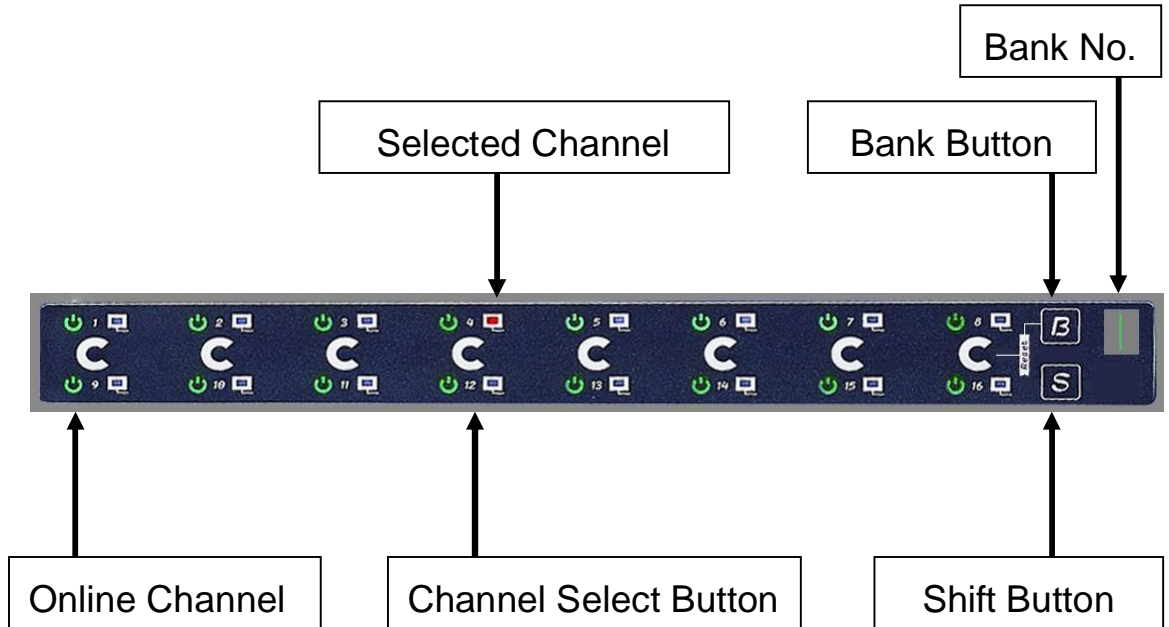 Bank No.
Selected Channel
Bank Button
1 2 3 4 5 6 7 8 B
C C C C C C C C Reset
9 10 11 12 13 14 15 16 S
Online Channel
Channel Select Button
Shift Button